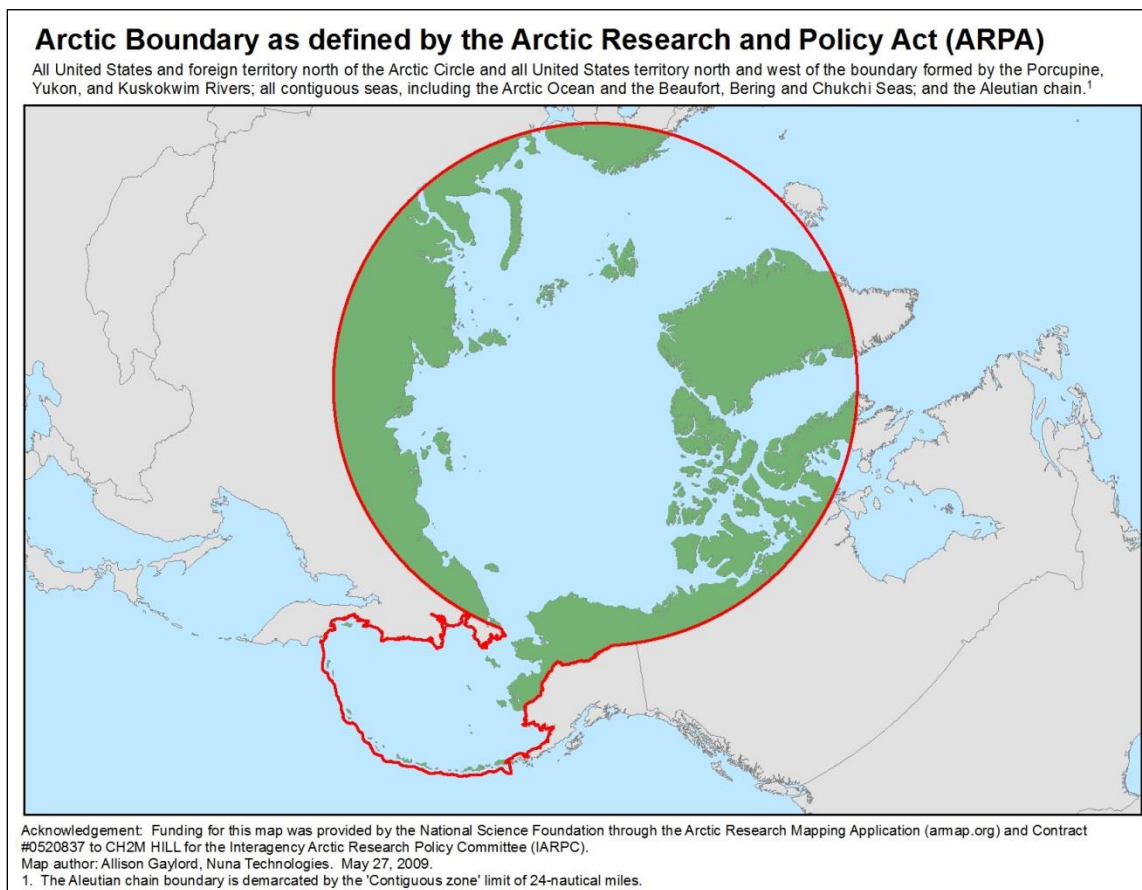 Arctic Boundary as defined by the Arctic Research and Policy Act (ARPA)
All United States and foreign territory north of the Arctic Circle and all United States territory north and west of the boundary formed by the Porcupine,
Yukon, and Kuskokwim Rivers; all contiguous seas, including the Arctic Ocean and the Beaufort, Bering and Chukchi Seas; and the Aleutian chain.¹
Acknowledgement: Funding for this map was provided by the National Science Foundation through the Arctic Research Mapping Application (armap.org) and Contract
#0520837 to CH2M HILL for the Interagency Arctic Research Policy Committee (IARPC).
Map author: Allison Gaylord, Nuna Technologies. May 27, 2009.
1. The Aleutian chain boundary is demarcated by the 'Contiguous zone' limit of 24-nautical miles.